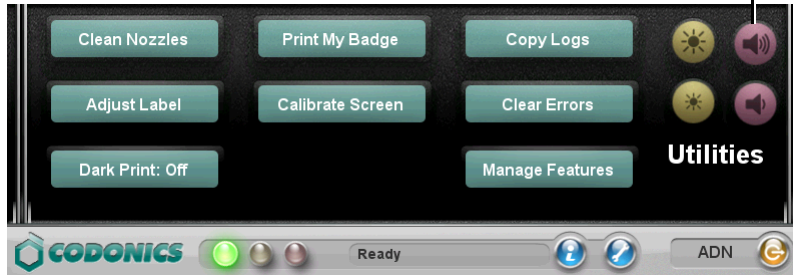 Clean Nozzles Print My Badge Copy Logs
Adjust Label Calibrate Screen Clear Errors
Utilities
Dark Print: Off Manage Features
CODONICS Ready i ADN